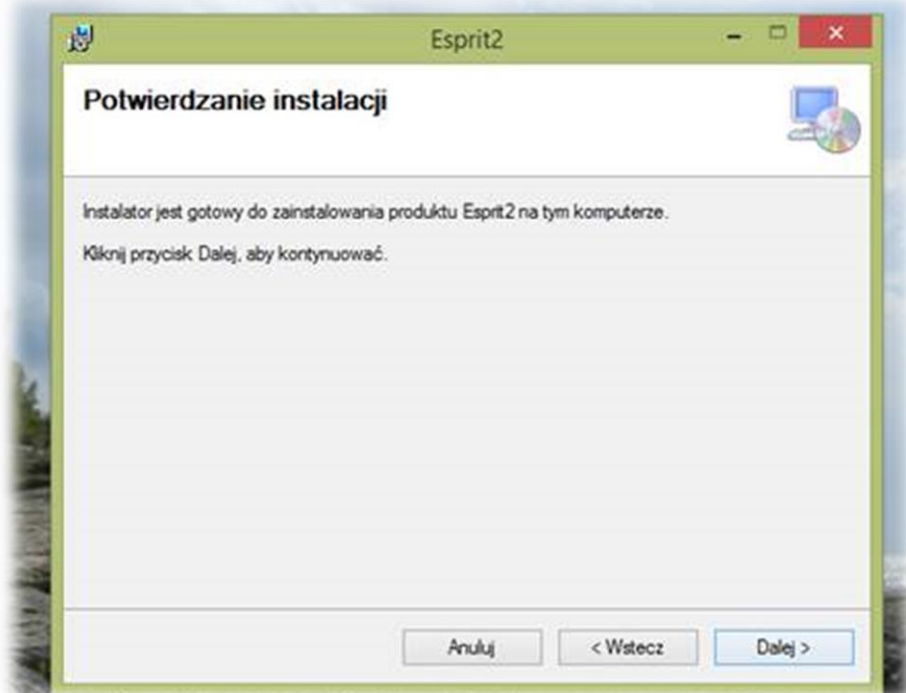 Esprit2
Potwierdzanie instalacji
Instalator jest gotowy do zainstalowania produktu Esprit2 na tym komputerze.
Kliknij przycisk Dalej, aby kontynuować.
Anuluj
< Wstecz
Dalej >